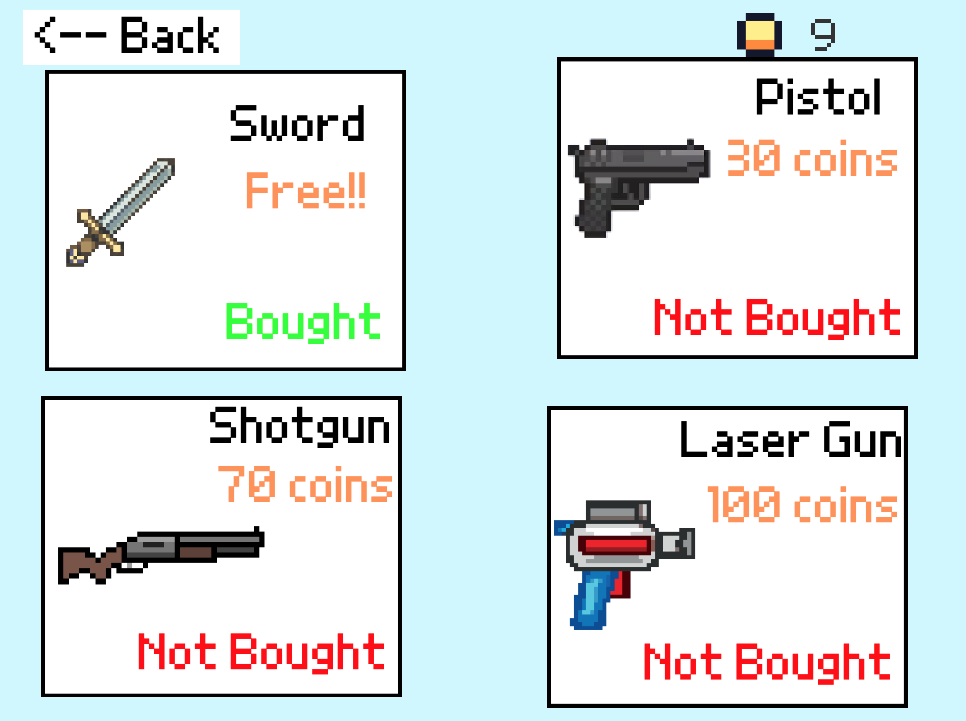 <-- Back
9
Sword
Free!!
Bought
Pistol
30 coins
Not Bought
Shotgun
70 coins
Not Bought
Laser Gun
100 coins
Not Bought